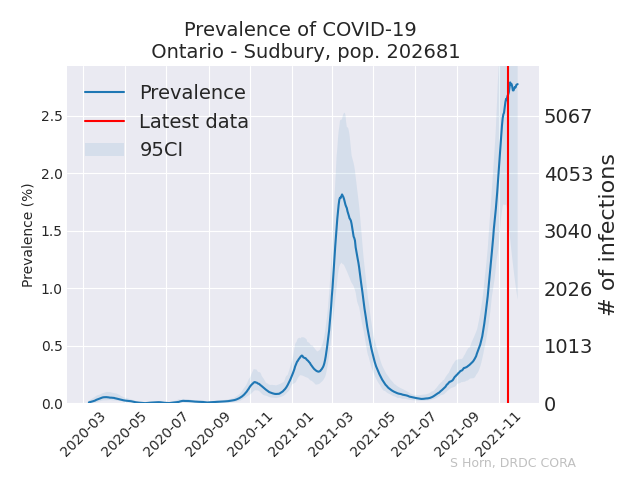 Prevalence of COVID-19
Ontario - Sudbury, pop. 202681
Prevalence
Latest data
95CI
Prevalence (%)
2.5
2.0
1.5
1.0
0.5
0.0
5067
4053
3040
2026
1013
0
# of infections
2020-03
2020-05
2020-07
2020-09
2020-11
2021-01
2021-03
2021-05
2021-07
2021-09
2021-11
S Horn, DRDC CORA